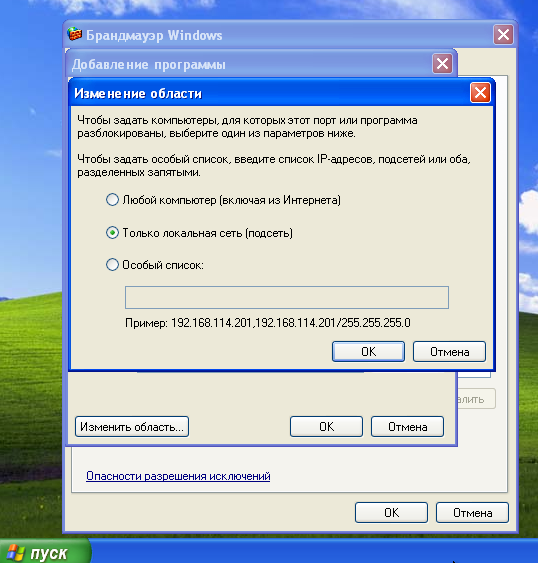 Брандмауэр Windows
Добавление программы
Изменение области
Чтобы задать компьютеры, для которых этот порт или программа
разблокированы, выберите один из параметров ниже.
Чтобы задать особый список, введите список IP-адресов, подсетей или оба,
разделенных запятыми.
Любой компьютер (включая из Интернета)
Только локальная сеть (подсеть)
Особый список:
Пример: 192.168.114.201,192.168.114.201/255.255.255.0
OK
Отмена
Изменить область...
OK
Отмена
Опасности разрешения исключений
OK
Отмена
пуск